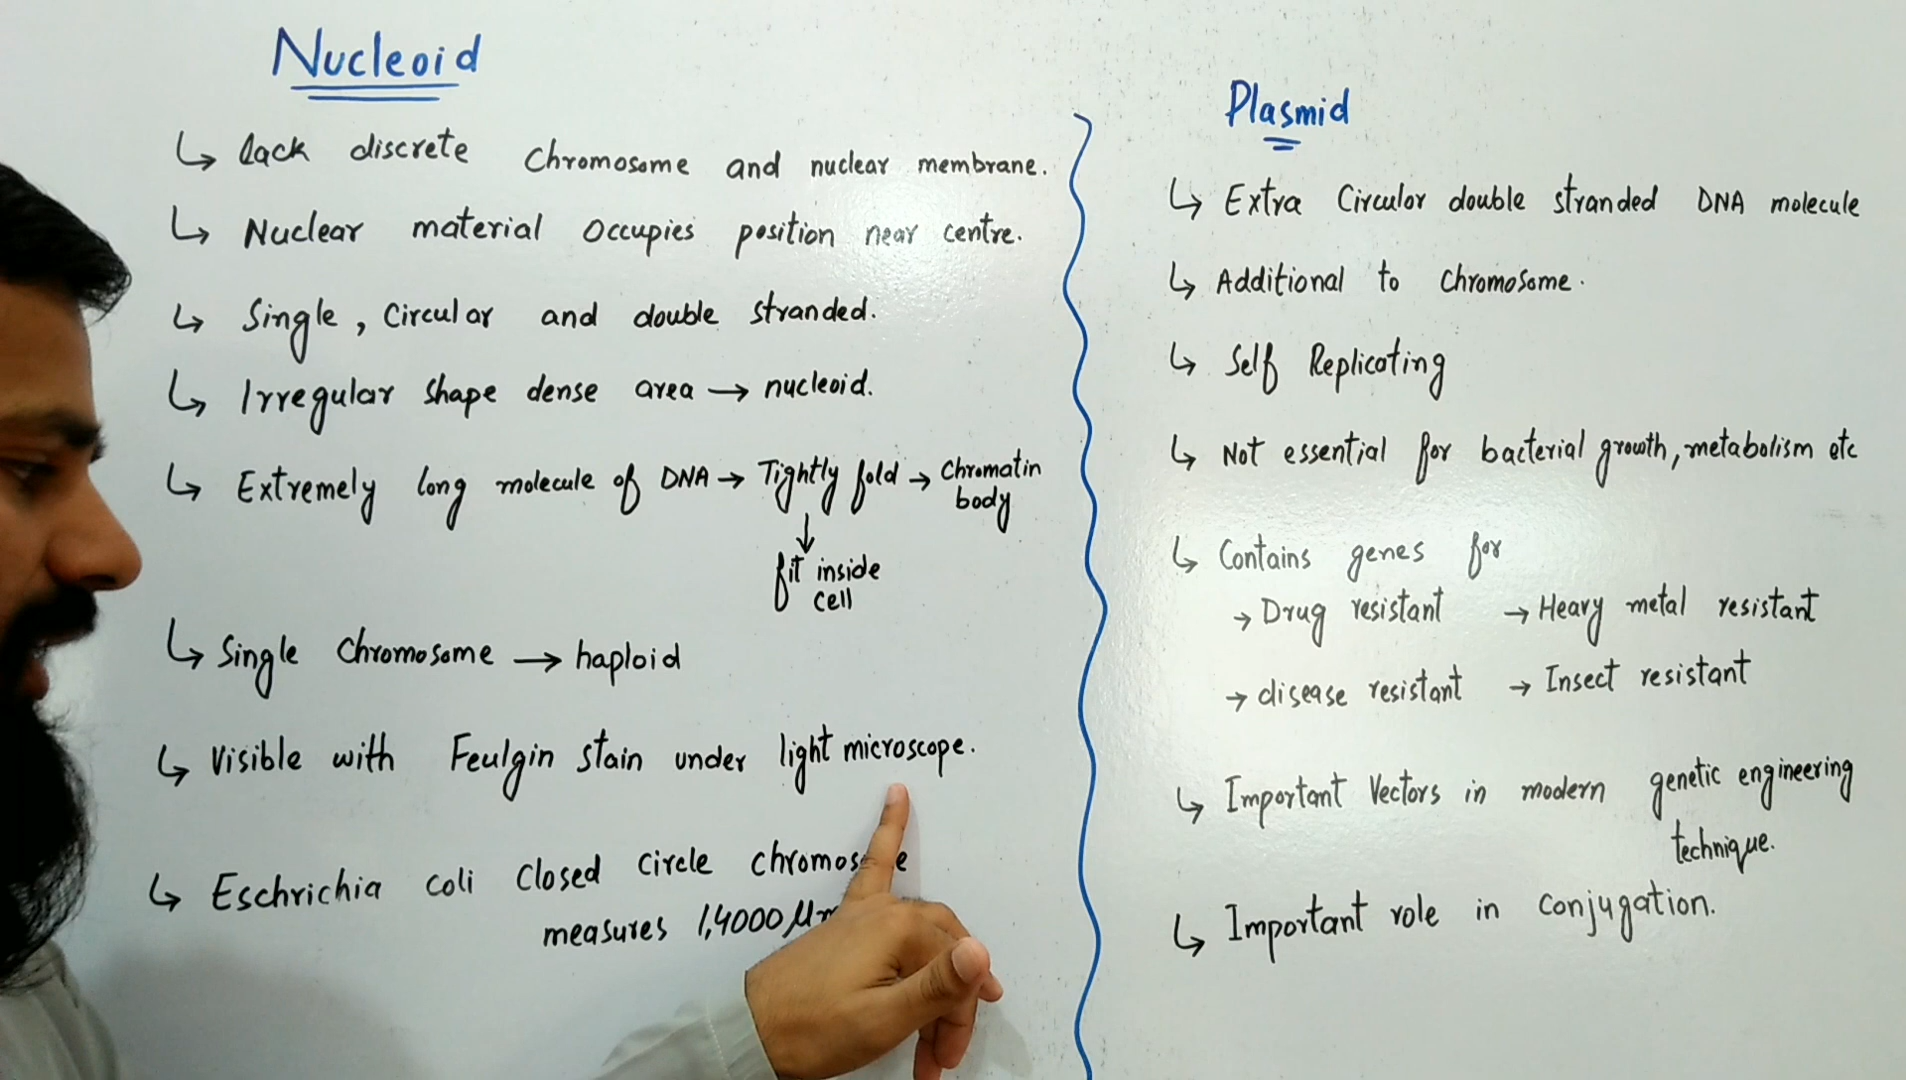 Nucleoid
↳ lack discrete Chromosome and nuclear membrane.
↳ Nuclear material Occupies position near centre.
↳ Single, Circular and double stranded.
↳ Irregular shape dense area → nucleoid.
↳ Extremely long molecule of DNA → Tightly fold → Chromatin
body
↓
fit inside
cell
↳ Single Chromosome → haploid
↳ Visible with Feulgin stain under light microscope.
↳ Eschrichia coli Closed circle
measures 1,4000
Plasmid
↳ Extra Circular double stranded DNA molecule
↳ Additional to Chromosome.
↳ Self Replicating
↳ Not essential for bacterial growth, metabolism etc
↳ Contains genes for
→ Drug resistant → Heavy metal resistant
→ disease resistant → Insect resistant
↳ Important Vectors in modern genetic engineering
technique.
↳ Important role in conjugation.